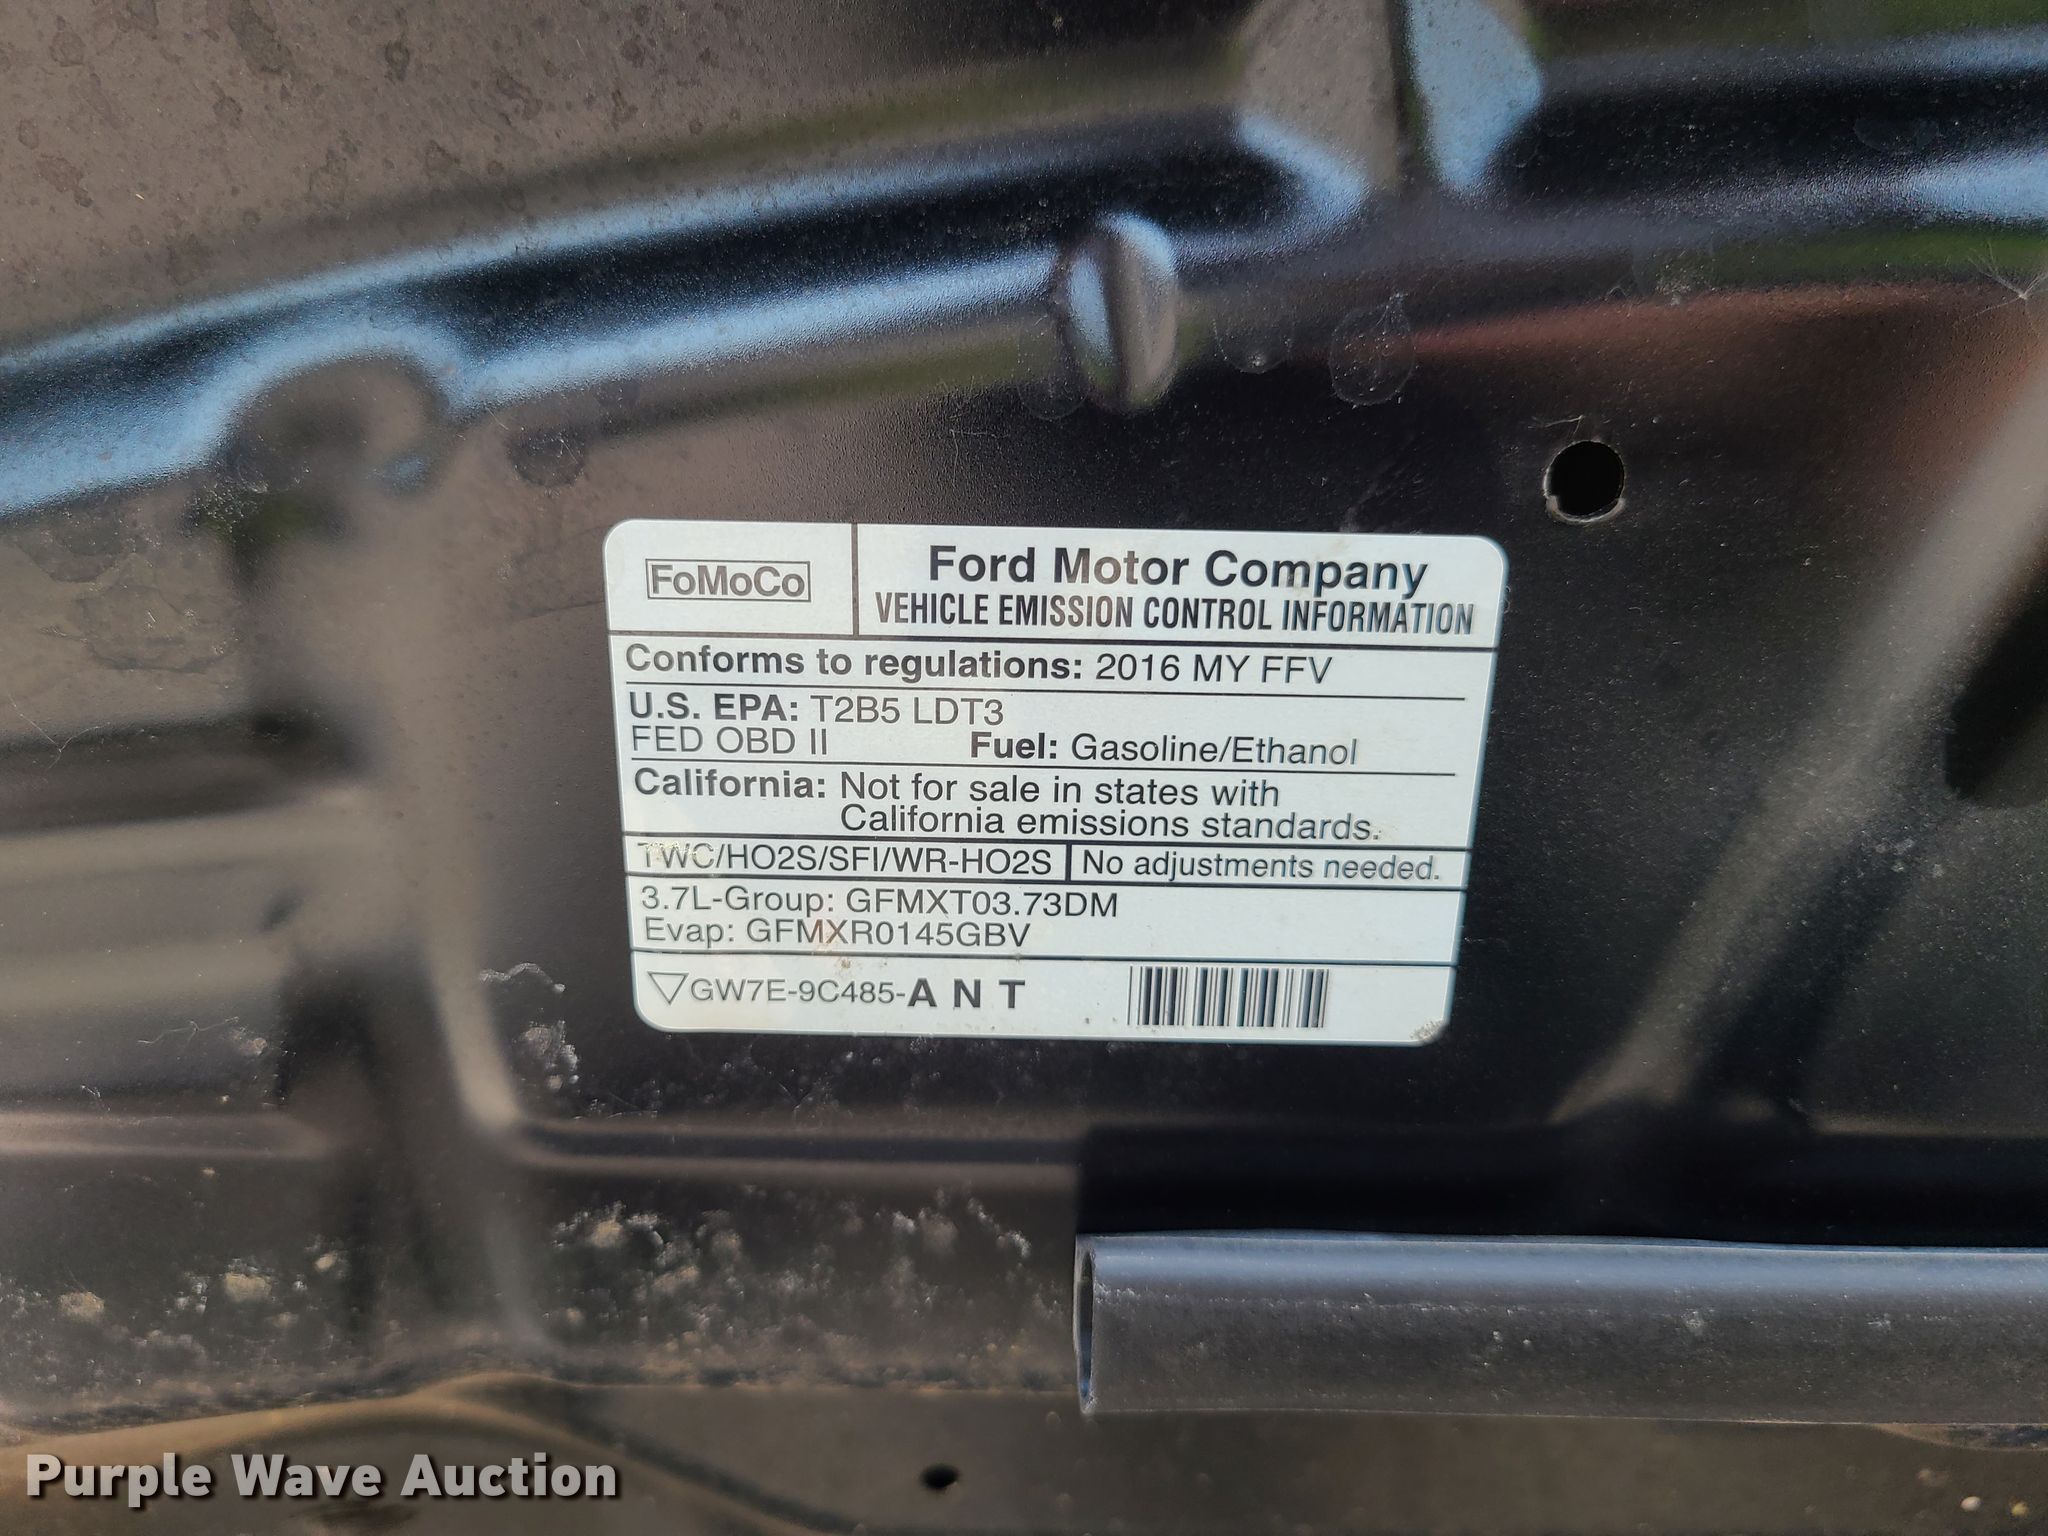 FoMoCo
Ford Motor Company
VEHICLE EMISSION CONTROL INFORMATION
Conforms to regulations: 2016 MY FFV
U.S. EPA: T2B5 LDT3
FED OBD II Fuel: Gasoline/Ethanol
California: Not for sale in states with
California emissions standards.
TWC/HO2S/SFI/WR-HO2S No adjustments needed.
3.7L-Group: GFMXT03.73DM
Evap: GFMXR0145GBV
GW7E-9C485-A N T
Purple Wave Auction